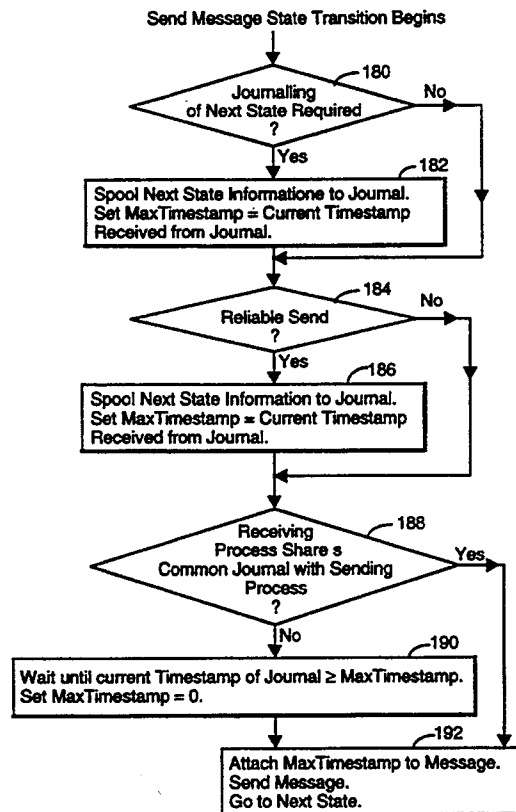 Send Message State Transition Begins
180
Journalling
of Next State Required
?
No
Yes
182
Spool Next State Informatione to Journal.
Set MaxTimestamp = Current Timestamp
Received from Journal.
184
Reliable Send
?
No
Yes
186
Spool Next State Information to Journal.
Set MaxTimestamp = Current Timestamp
Received from Journal.
188
Receiving
Process Share s
Common Journal with Sending
Process
?
Yes
No
190
Wait until current Timestamp of Journal ≥ MaxTimestamp.
Set MaxTimestamp = 0.
192
Attach MaxTimestamp to Message.
Send Message.
Go to Next State.